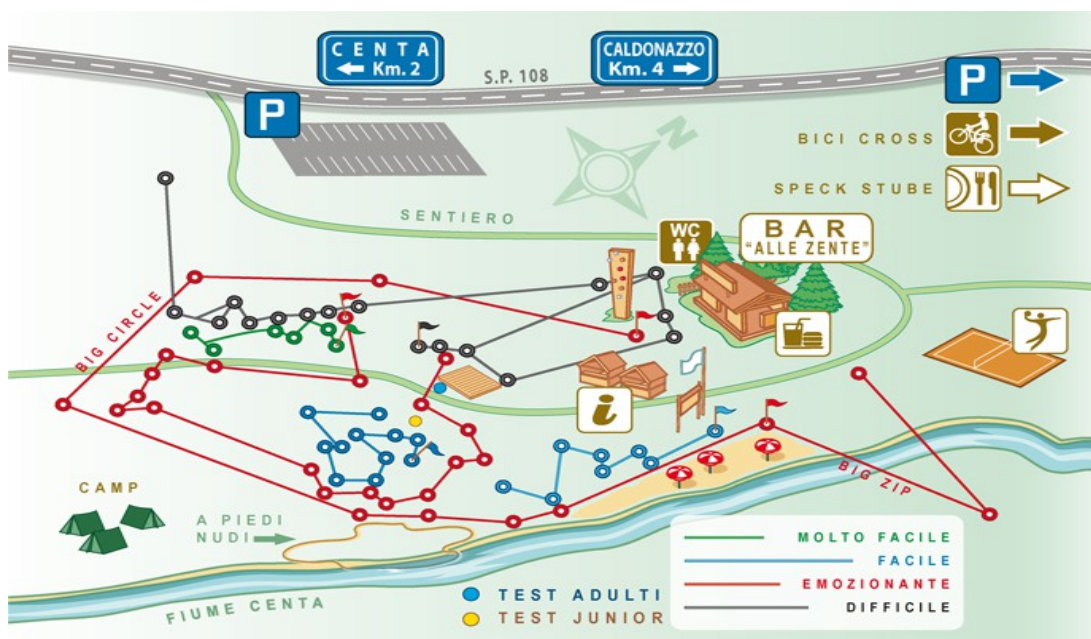 CENTA
← Km. 2
CALDONAZZO
Km. 4 →
S.P. 108
P
P
BICI CROSS
SPECK STUBE
SENTIERO
WC
BAR
"ALLE ZENTE"
N
BIG CIRCLE
i
CAMP
A PIEDI
NUDI
BIG ZIP
FIUME CENTA
TEST ADULTI
TEST JUNIOR
MOLTO FACILE
FACILE
EMOZIONANTE
DIFFICILE